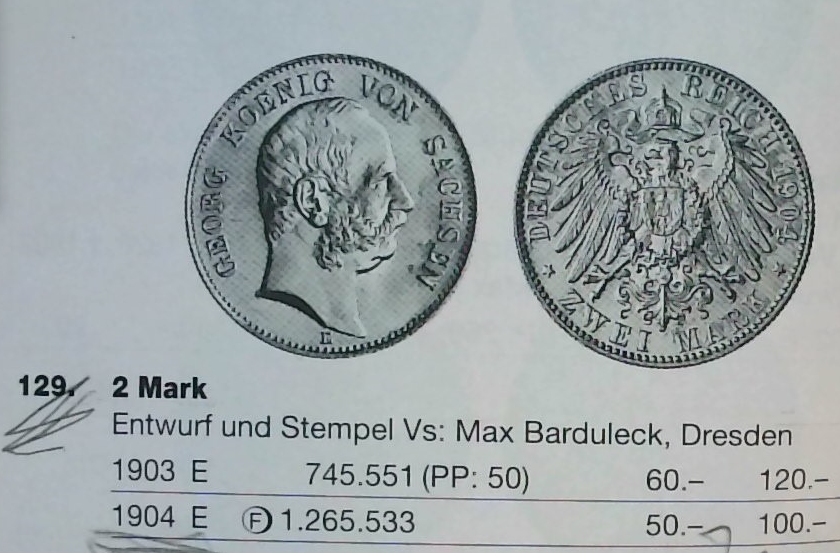 GEORG KOENIG VON SACHSEN
E
DEUTSCHES REICH 1904
* ZWEI MARK *
129. 2 Mark
Entwurf und Stempel Vs: Max Barduleck, Dresden
1903 E 745.551 (PP: 50) 60.– 120.–
1904 E Ⓕ 1.265.533 50.– 100.–